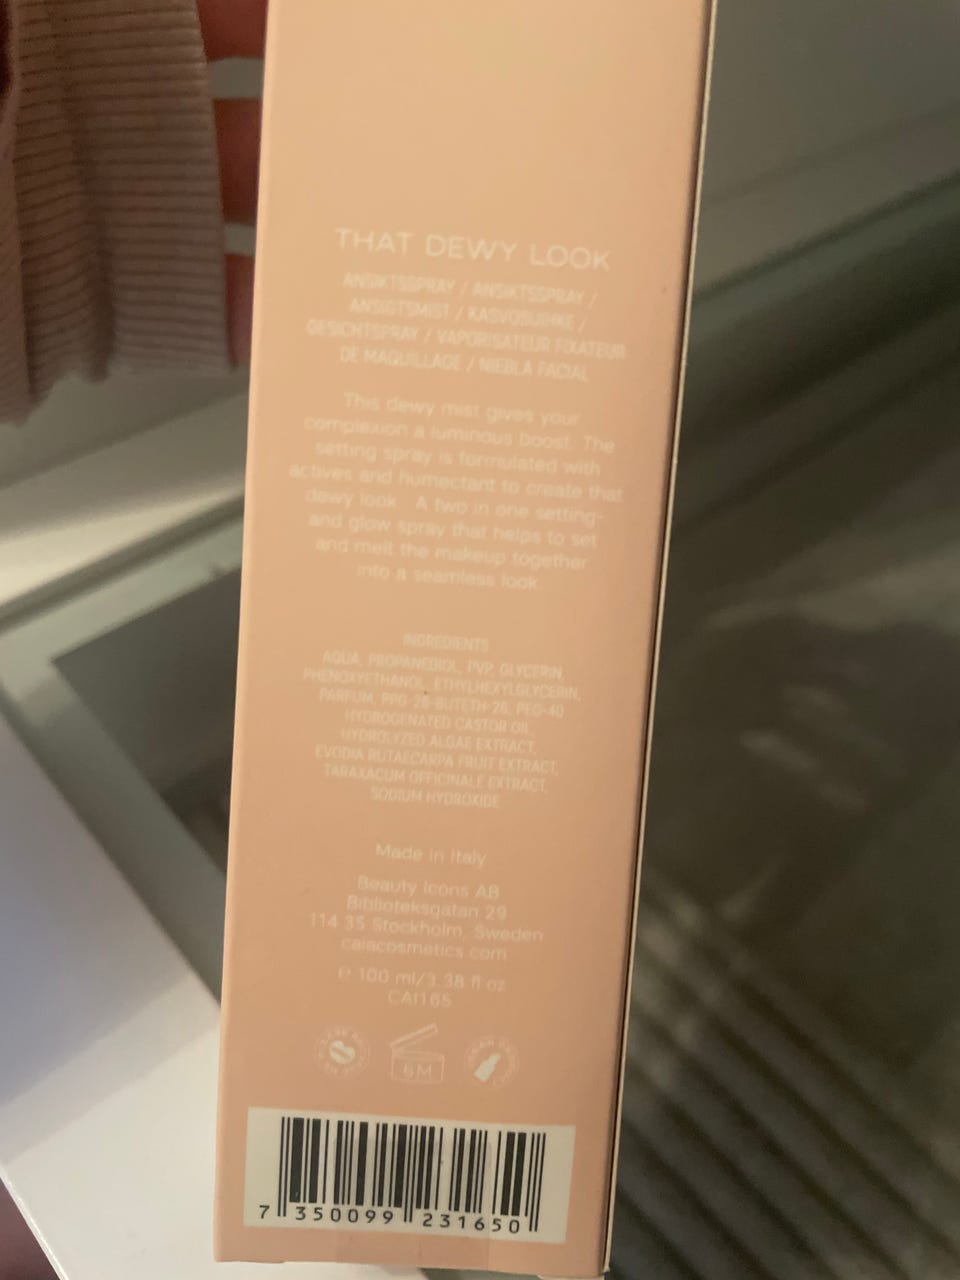 THAT DEWY LOOK
ANSIKTSSPRAY / ANSIKTSSPRAY /
ANSIGTSMIST / KASVOSUIHKE /
GESICHTSPRAY / VAPORISATEUR FIXATEUR
DE MAQUILLAGE / NIEBLA FACIAL
This dewy mist gives your
complexion a luminous boost. The
setting spray is formulated with
actives and humectant to create that
dewy look. A two in one setting-
and glow spray that helps to set
and melt the makeup together
into a seamless look.
INGREDIENTS
AQUA, PROPANEDIOL, PVP, GLYCERIN,
PHENOXYETHANOL, ETHYLHEXYLGLYCERIN,
PARFUM, PPG-26-BUTETH-26, PEG-40
HYDROGENATED CASTOR OIL,
HYDROLYZED ALGAE EXTRACT,
EVODIA RUTAECARPA FRUIT EXTRACT,
TARAXACUM OFFICINALE EXTRACT,
SODIUM HYDROXIDE
Made in Italy
Beauty Icons AB
Biblioteksgatan 29
114 35 Stockholm, Sweden
caiacosmetics.com
e 100 ml/3.38 fl oz
CAI165
6M
7 350099 231650